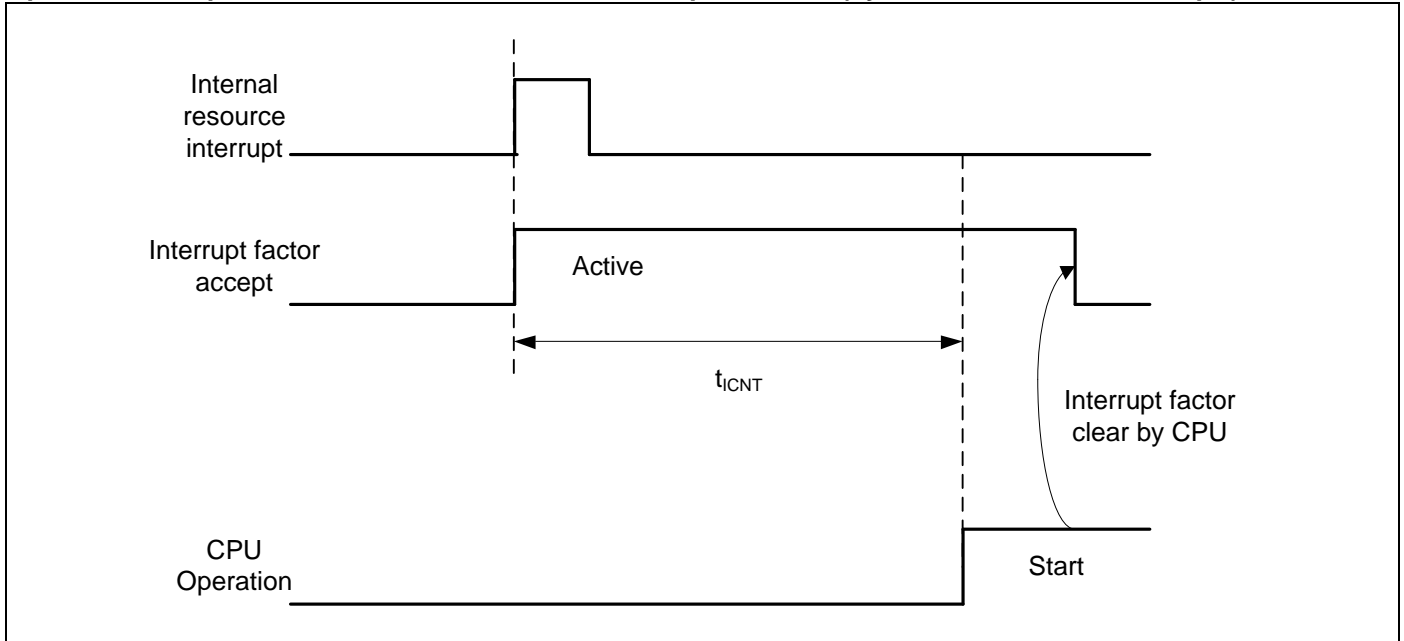 Internal
resource
interrupt
Interrupt factor
accept
Active
tICNT
Interrupt factor
clear by CPU
CPU
Operation
Start